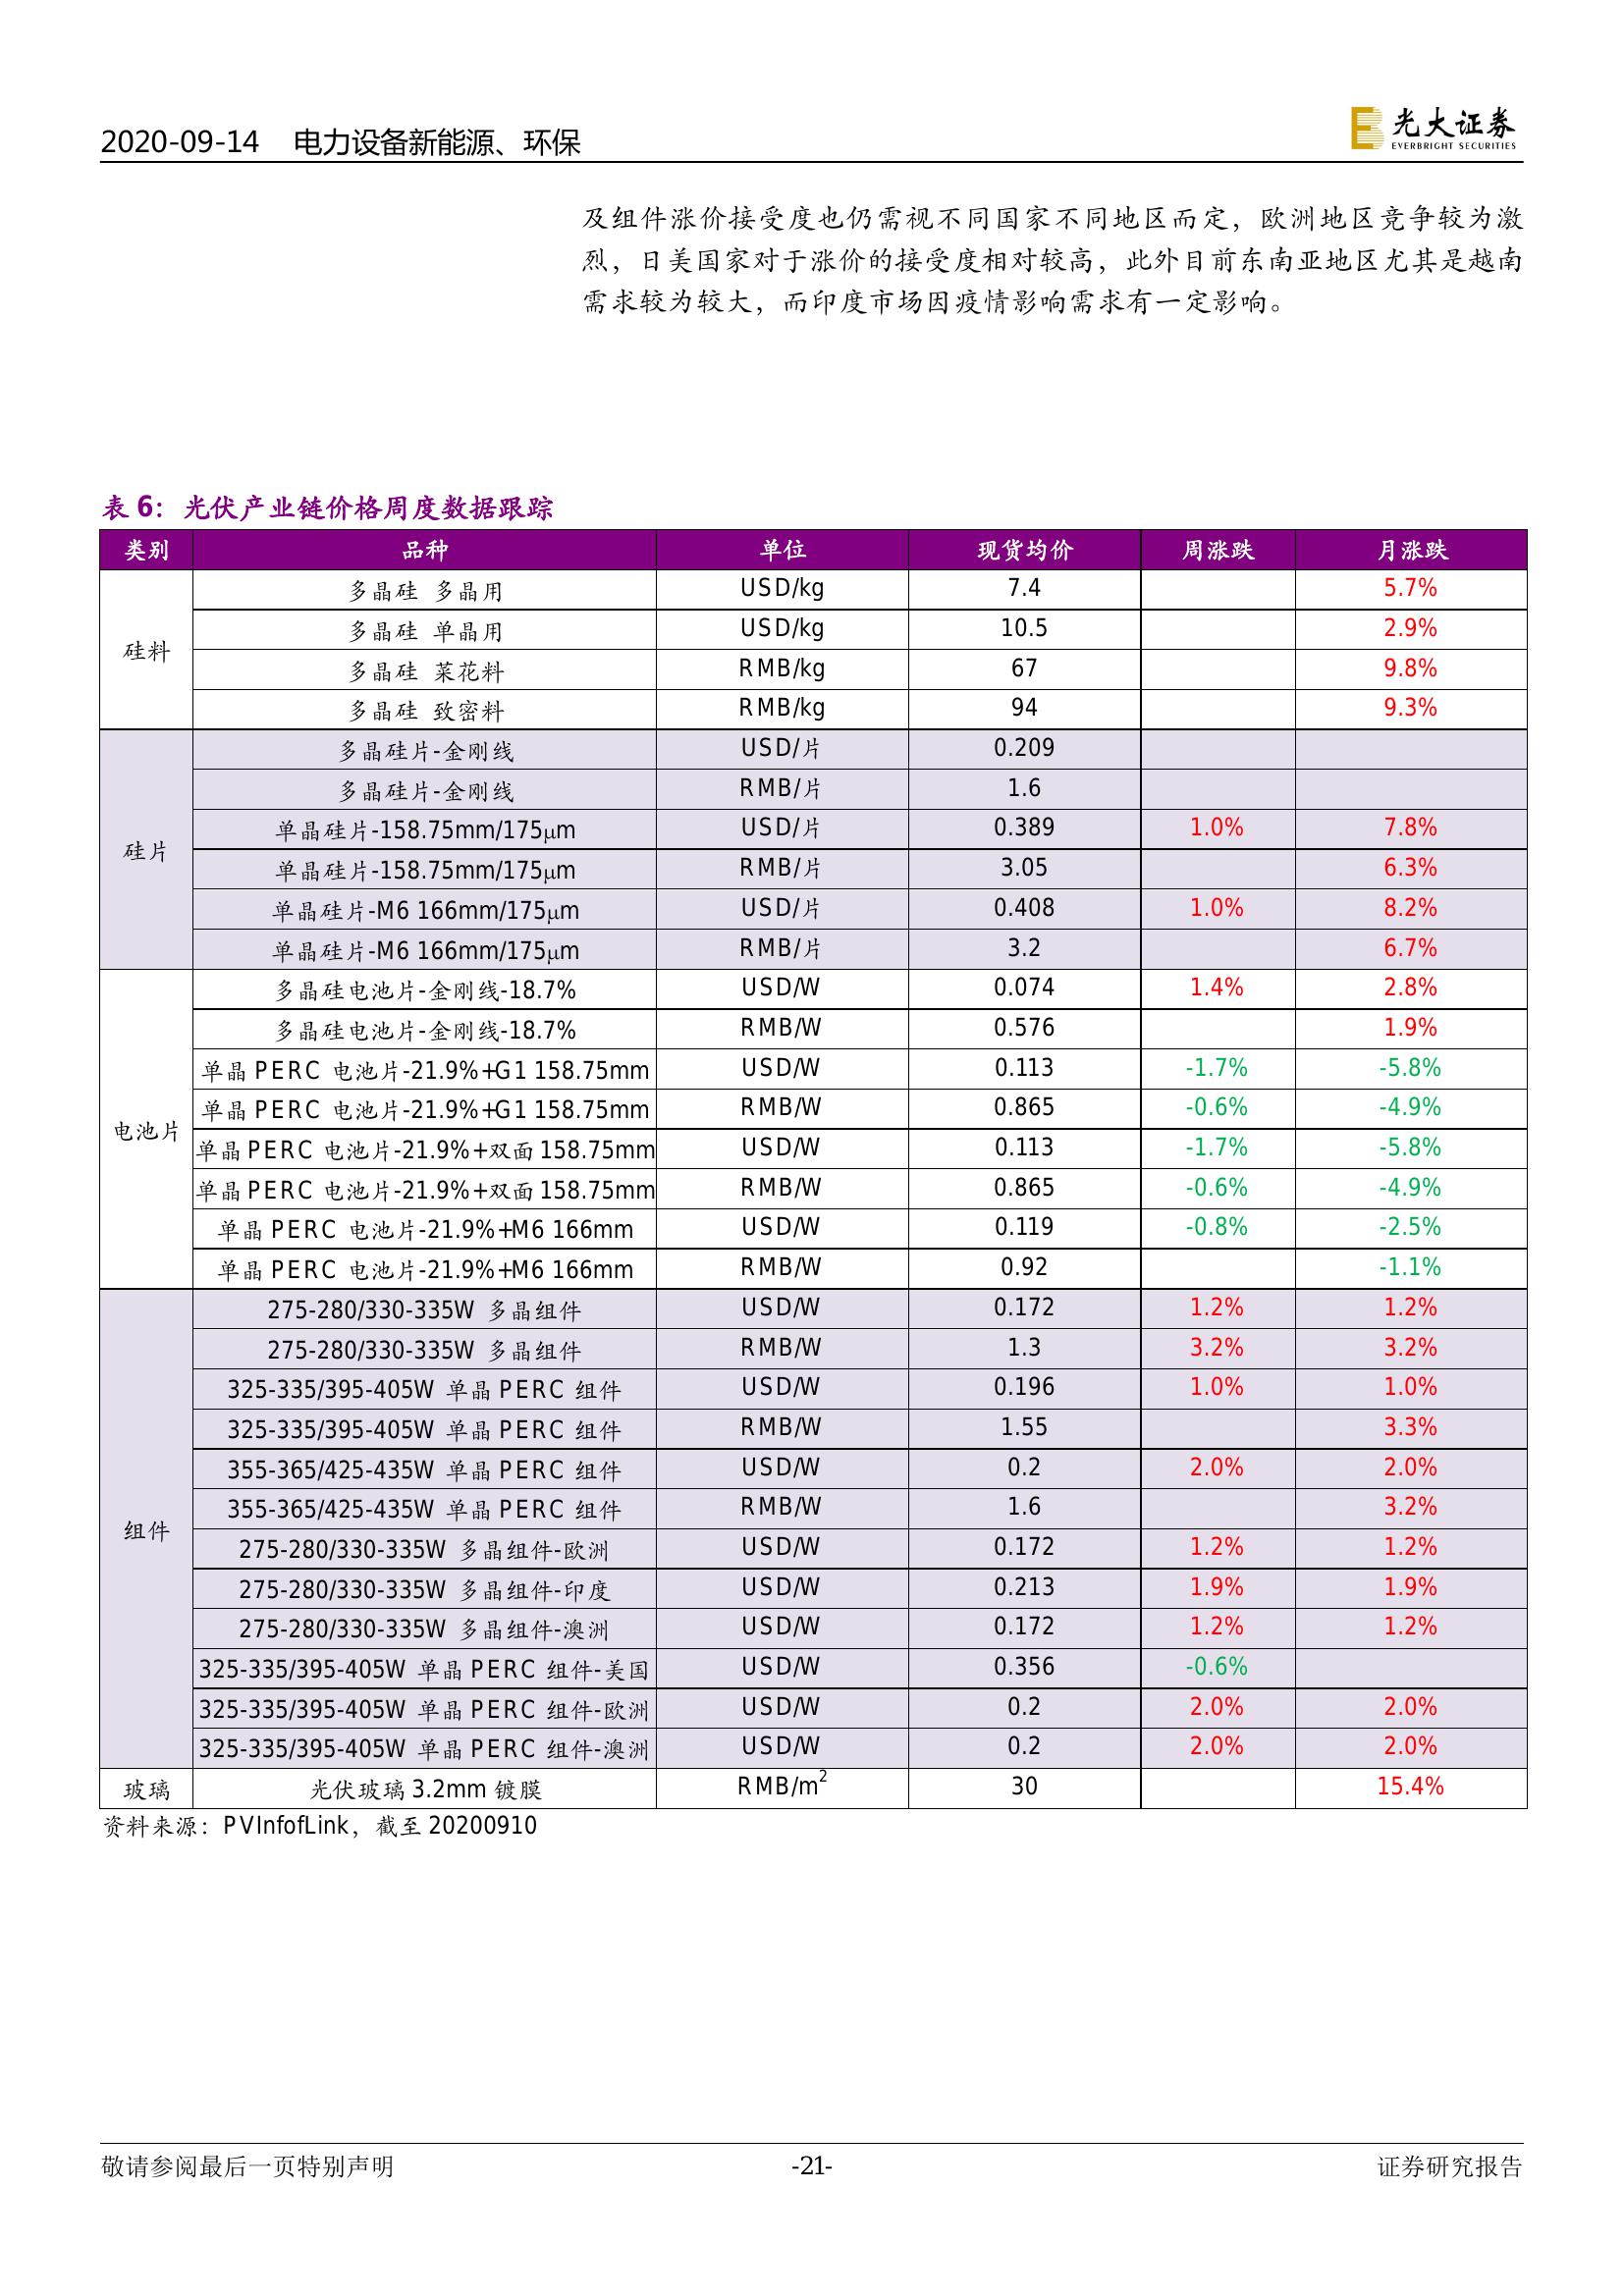 2020-09-14 电力设备新能源、环保
光大证券
EVERBRIGHT SECURITIES
及组件涨价接受度也仍需视不同国家不同地区而定，欧洲地区竞争较为激
烈，日美国家对于涨价的接受度相对较高，此外目前东南亚地区尤其是越南
需求较为较大，而印度市场因疫情影响需求有一定影响。
表 6：光伏产业链价格周度数据跟踪
类别 品种 单位 现货均价 周涨跌 月涨跌
硅料
多晶硅 多晶用 USD/kg 7.4 5.7%
多晶硅 单晶用 USD/kg 10.5 2.9%
多晶硅 菜花料 RMB/kg 67 9.8%
多晶硅 致密料 RMB/kg 94 9.3%
硅片
多晶硅片-金刚线 USD/片 0.209
多晶硅片-金刚线 RMB/片 1.6
单晶硅片-158.75mm/175μm USD/片 0.389 1.0% 7.8%
单晶硅片-158.75mm/175μm RMB/片 3.05 6.3%
单晶硅片-M6 166mm/175μm USD/片 0.408 1.0% 8.2%
单晶硅片-M6 166mm/175μm RMB/片 3.2 6.7%
电池片
多晶硅电池片-金刚线-18.7% USD/W 0.074 1.4% 2.8%
多晶硅电池片-金刚线-18.7% RMB/W 0.576 1.9%
单晶 PERC 电池片-21.9%+G1 158.75mm USD/W 0.113 -1.7% -5.8%
单晶 PERC 电池片-21.9%+G1 158.75mm RMB/W 0.865 -0.6% -4.9%
单晶 PERC 电池片-21.9%+双面 158.75mm USD/W 0.113 -1.7% -5.8%
单晶 PERC 电池片-21.9%+双面 158.75mm RMB/W 0.865 -0.6% -4.9%
单晶 PERC 电池片-21.9%+M6 166mm USD/W 0.119 -0.8% -2.5%
单晶 PERC 电池片-21.9%+M6 166mm RMB/W 0.92 -1.1%
组件
275-280/330-335W 多晶组件 USD/W 0.172 1.2% 1.2%
275-280/330-335W 多晶组件 RMB/W 1.3 3.2% 3.2%
325-335/395-405W 单晶 PERC 组件 USD/W 0.196 1.0% 1.0%
325-335/395-405W 单晶 PERC 组件 RMB/W 1.55 3.3%
355-365/425-435W 单晶 PERC 组件 USD/W 0.2 2.0% 2.0%
355-365/425-435W 单晶 PERC 组件 RMB/W 1.6 3.2%
275-280/330-335W 多晶组件-欧洲 USD/W 0.172 1.2% 1.2%
275-280/330-335W 多晶组件-印度 USD/W 0.213 1.9% 1.9%
275-280/330-335W 多晶组件-澳洲 USD/W 0.172 1.2% 1.2%
325-335/395-405W 单晶 PERC 组件-美国 USD/W 0.356 -0.6%
325-335/395-405W 单晶 PERC 组件-欧洲 USD/W 0.2 2.0% 2.0%
325-335/395-405W 单晶 PERC 组件-澳洲 USD/W 0.2 2.0% 2.0%
玻璃 光伏玻璃 3.2mm 镀膜 RMB/m² 30 15.4%
资料来源：PVInfofLink，截至 20200910
敬请参阅最后一页特别声明 -21- 证券研究报告